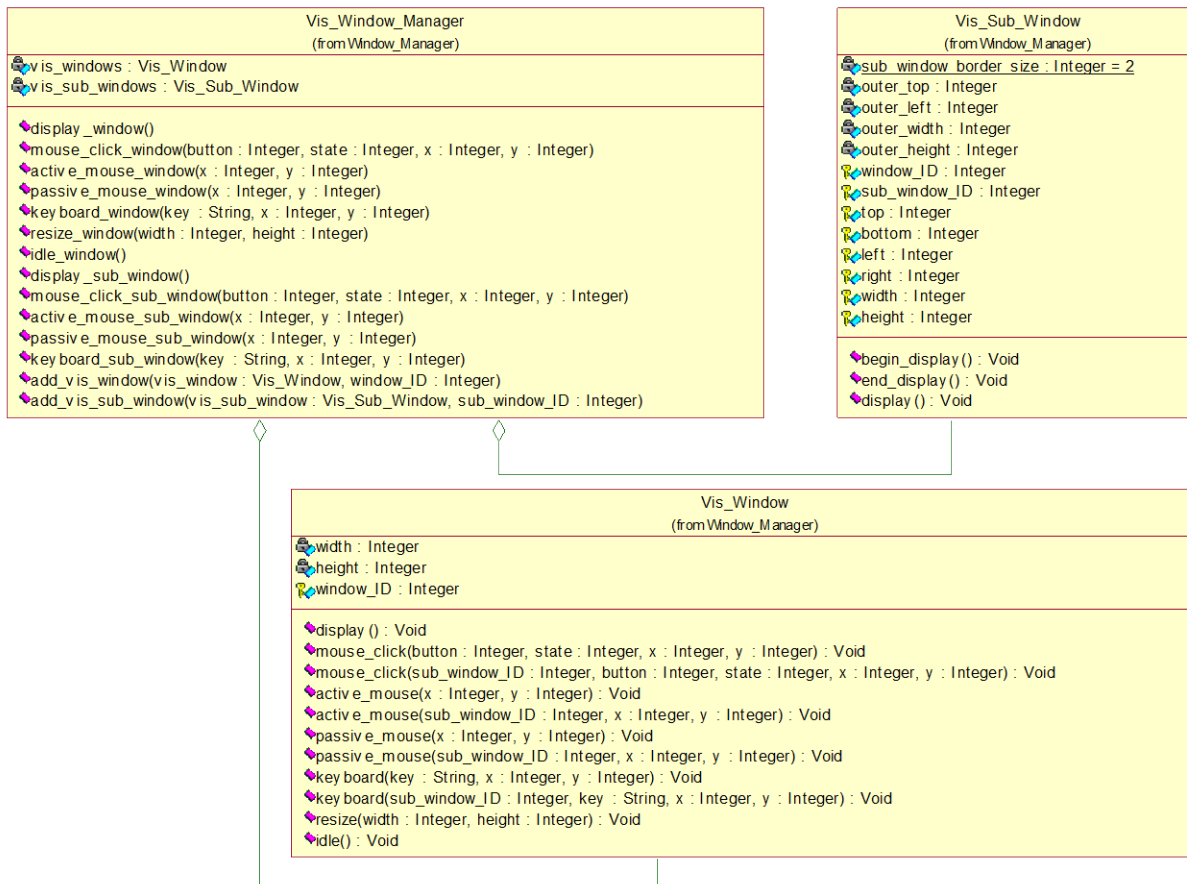 Vis_Window_Manager
(from Window_Manager)
vis_windows : Vis_Window
vis_sub_windows : Vis_Sub_Window
display_window()
mouse_click_window(button : Integer, state : Integer, x : Integer, y : Integer)
active_mouse_window(x : Integer, y : Integer)
passive_mouse_window(x : Integer, y : Integer)
keyboard_window(key : String, x : Integer, y : Integer)
resize_window(width : Integer, height : Integer)
idle_window()
display_sub_window()
mouse_click_sub_window(button : Integer, state : Integer, x : Integer, y : Integer)
active_mouse_sub_window(x : Integer, y : Integer)
passive_mouse_sub_window(x : Integer, y : Integer)
keyboard_sub_window(key : String, x : Integer, y : Integer)
add_vis_window(vis_window : Vis_Window, window_ID : Integer)
add_vis_sub_window(vis_sub_window : Vis_Sub_Window, sub_window_ID : Integer)
Vis_Sub_Window
(from Window_Manager)
sub_window_border_size : Integer = 2
outer_top : Integer
outer_left : Integer
outer_width : Integer
outer_height : Integer
window_ID : Integer
sub_window_ID : Integer
top : Integer
bottom : Integer
left : Integer
right : Integer
width : Integer
height : Integer
begin_display() : Void
end_display() : Void
display() : Void
Vis_Window
(from Window_Manager)
width : Integer
height : Integer
window_ID : Integer
display() : Void
mouse_click(button : Integer, state : Integer, x : Integer, y : Integer) : Void
mouse_click(sub_window_ID : Integer, button : Integer, state : Integer, x : Integer, y : Integer) : Void
active_mouse(x : Integer, y : Integer) : Void
active_mouse(sub_window_ID : Integer, x : Integer, y : Integer) : Void
passive_mouse(x : Integer, y : Integer) : Void
passive_mouse(sub_window_ID : Integer, x : Integer, y : Integer) : Void
keyboard(key : String, x : Integer, y : Integer) : Void
keyboard(sub_window_ID : Integer, key : String, x : Integer, y : Integer) : Void
resize(width : Integer, height : Integer) : Void
idle() : Void